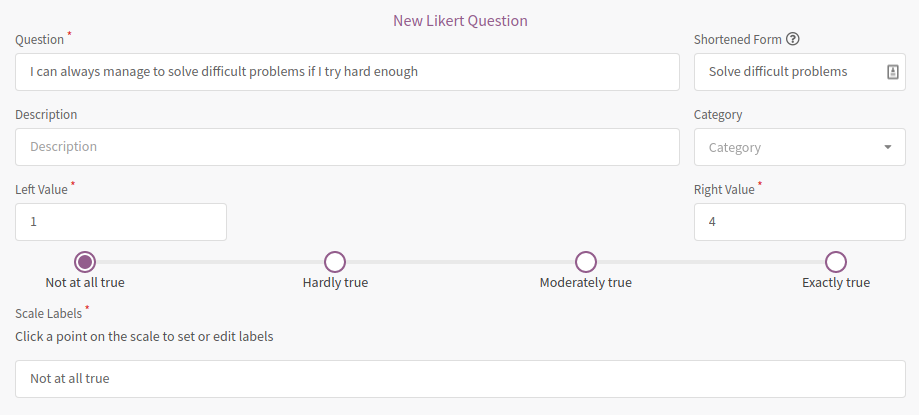 New Likert Question
Question *
Shortened Form ?
I can always manage to solve difficult problems if I try hard enough
Solve difficult problems
Description
Category
Description
Category
Left Value *
Right Value *
1
4
Not at all true
Hardly true
Moderately true
Exactly true
Scale Labels *
Click a point on the scale to set or edit labels
Not at all true